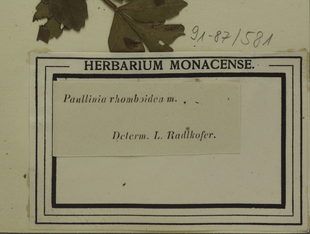 91-87/581
HERBARIUM MONACENSE.
Paullinia rhomboidea m.
Determ. L. Radlkofer.